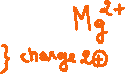 Mg²⁺
} charge 2⊕